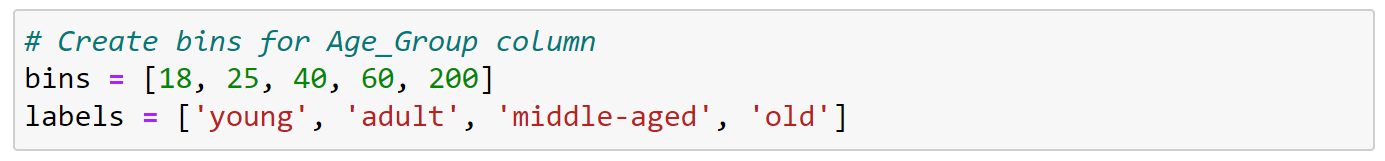 # Create bins for Age_Group column
bins = [18, 25, 40, 60, 200]
labels = ['young', 'adult', 'middle-aged', 'old']